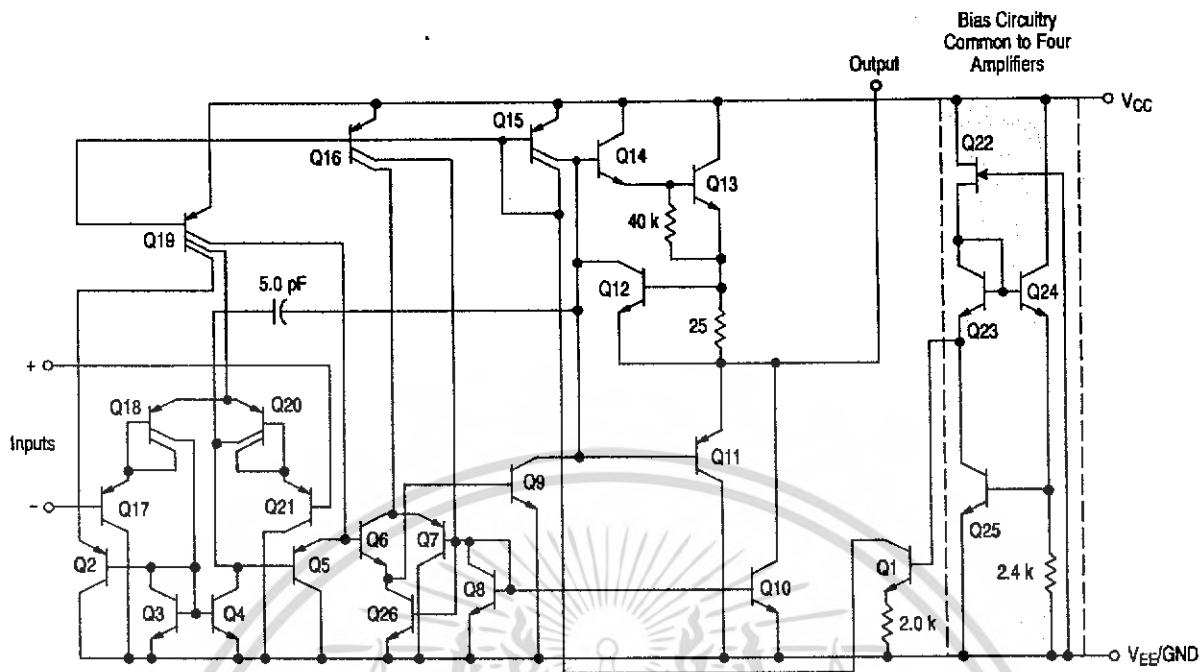 Bias Circuitry
Common to Four
Amplifiers
Output
VCC
Q15
Q22
Q16
Q14
Q13
Q19
40 k
5.0 pF
Q12
Q24
25
Q23
+
Q18
Q20
Inputs
Q11
Q9
Q17
Q21
Q25
−
Q6
Q7
Q2
Q5
Q1
2.4 k
Q8
Q3
Q4
Q10
Q26
2.0 k
VEE/GND